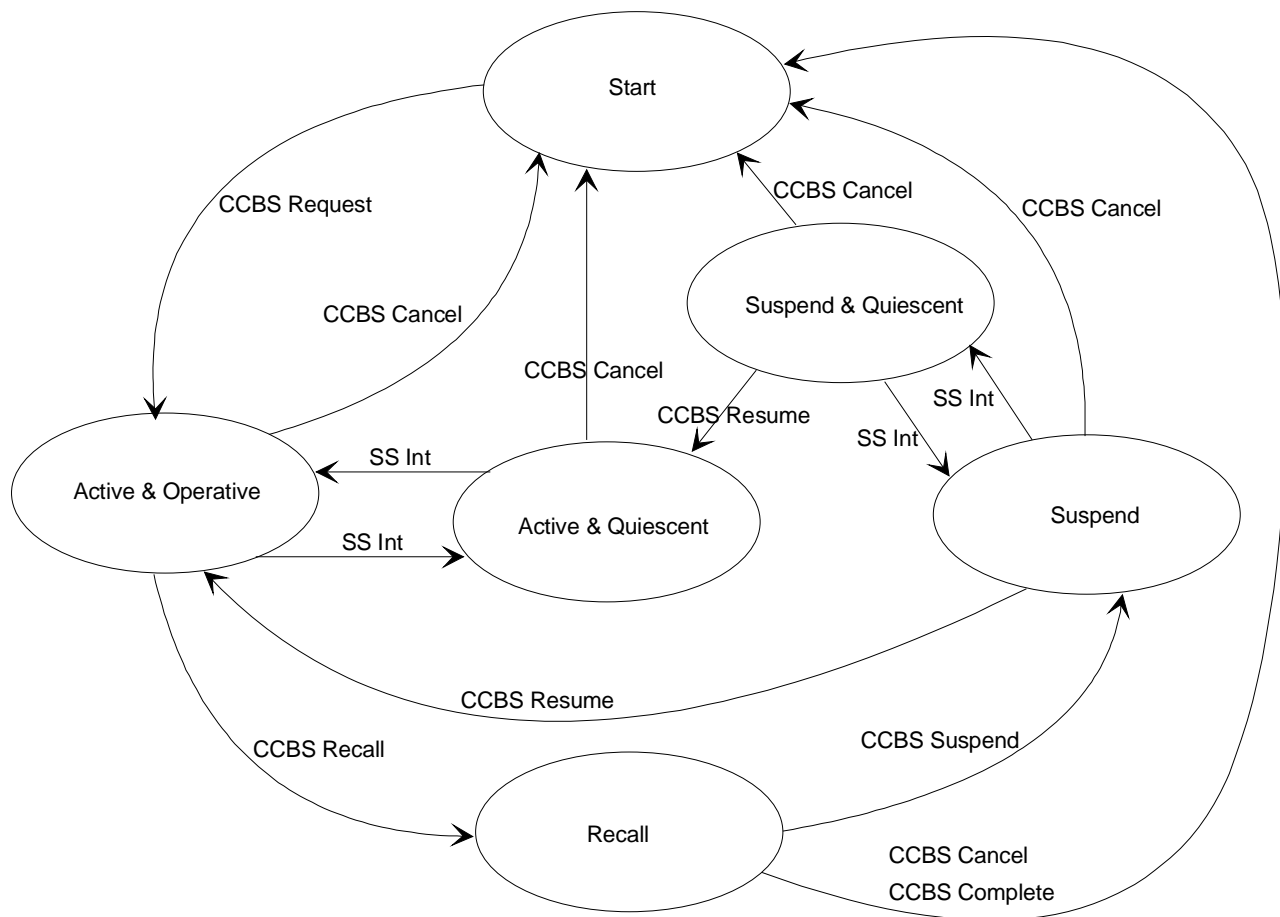 Start
CCBS Request
CCBS Cancel
CCBS Cancel
Suspend & Quiescent
CCBS Cancel
CCBS Cancel
CCBS Resume
SS Int
SS Int
SS Int
Active & Operative
Active & Quiescent
Suspend
SS Int
CCBS Resume
CCBS Recall
CCBS Suspend
Recall
CCBS Cancel
CCBS Complete